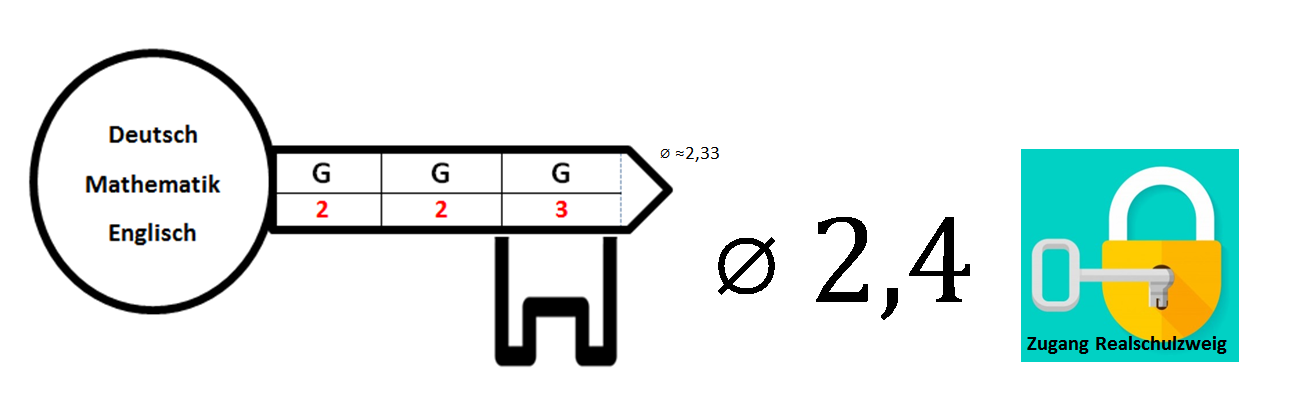 Deutsch
Mathematik
Englisch
G G G
2 2 3
∅ ≈2,33
∅ 2,4
Zugang Realschulzweig